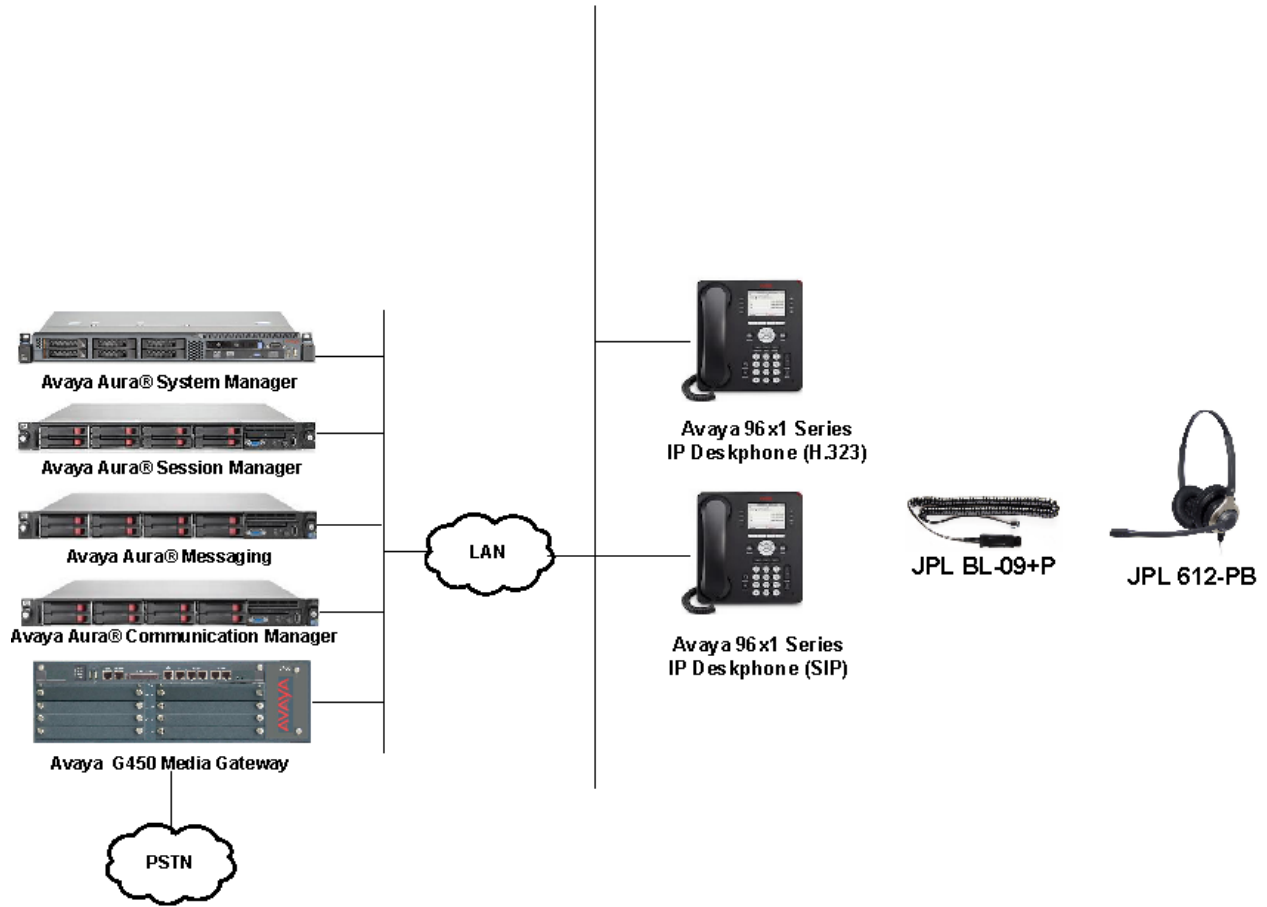 Avaya Aura® System Manager
Avaya Aura® Session Manager
Avaya Aura® Messaging
Avaya Aura® Communication Manager
AVAYA
Avaya G450 Media Gateway
PSTN
LAN
Avaya 96x1 Series
IP Deskphone (H.323)
Avaya 96x1 Series
IP Deskphone (SIP)
JPL BL-09+P
JPL 612-PB